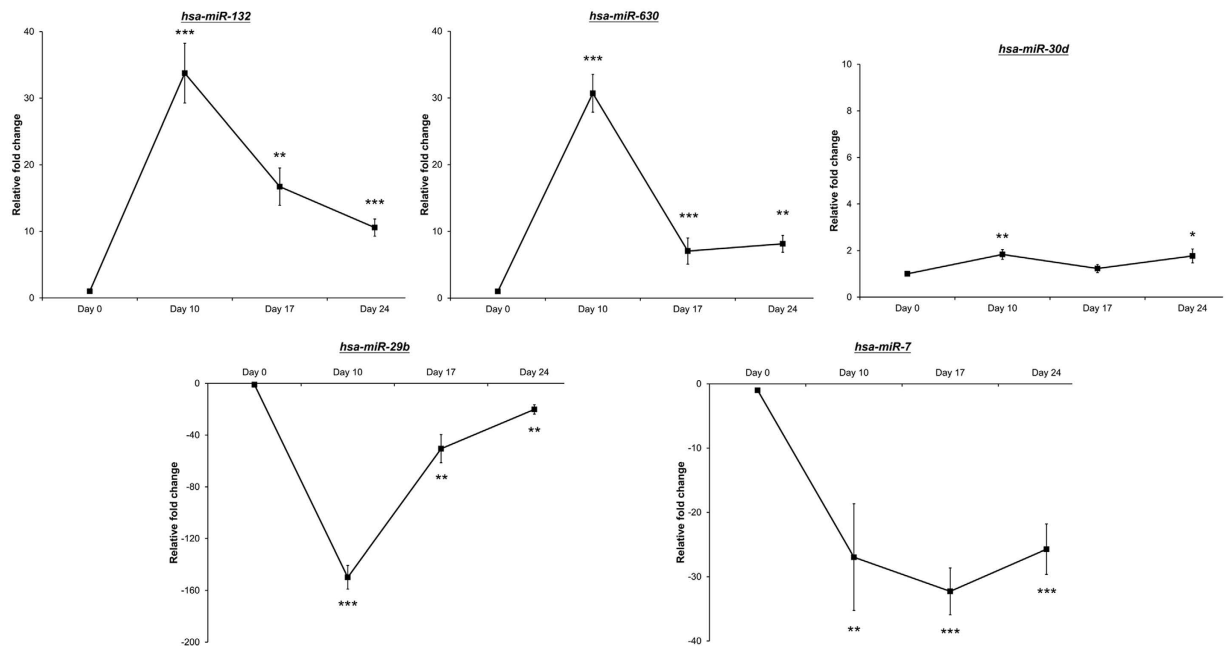 hsa-miR-132
***
**
***
Relative fold change
40
30
20
10
0
Day 0 Day 10 Day 17 Day 24
hsa-miR-630
***
***
**
Relative fold change
40
30
20
10
0
Day 0 Day 10 Day 17 Day 24
hsa-miR-30d
**
*
Relative fold change
10
8
6
4
2
0
Day 0 Day 10 Day 17 Day 24
hsa-miR-29b
Day 0 Day 10 Day 17 Day 24
Relative fold change
0
-40
-80
-120
-160
-200
***
**
**
hsa-miR-7
Day 0 Day 10 Day 17 Day 24
Relative fold change
0
-10
-20
-30
-40
**
***
***